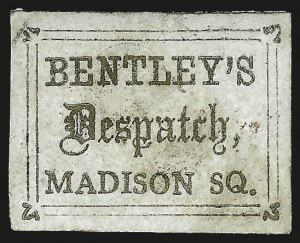 BENTLEY'S
Despatch,
MADISON SQ.